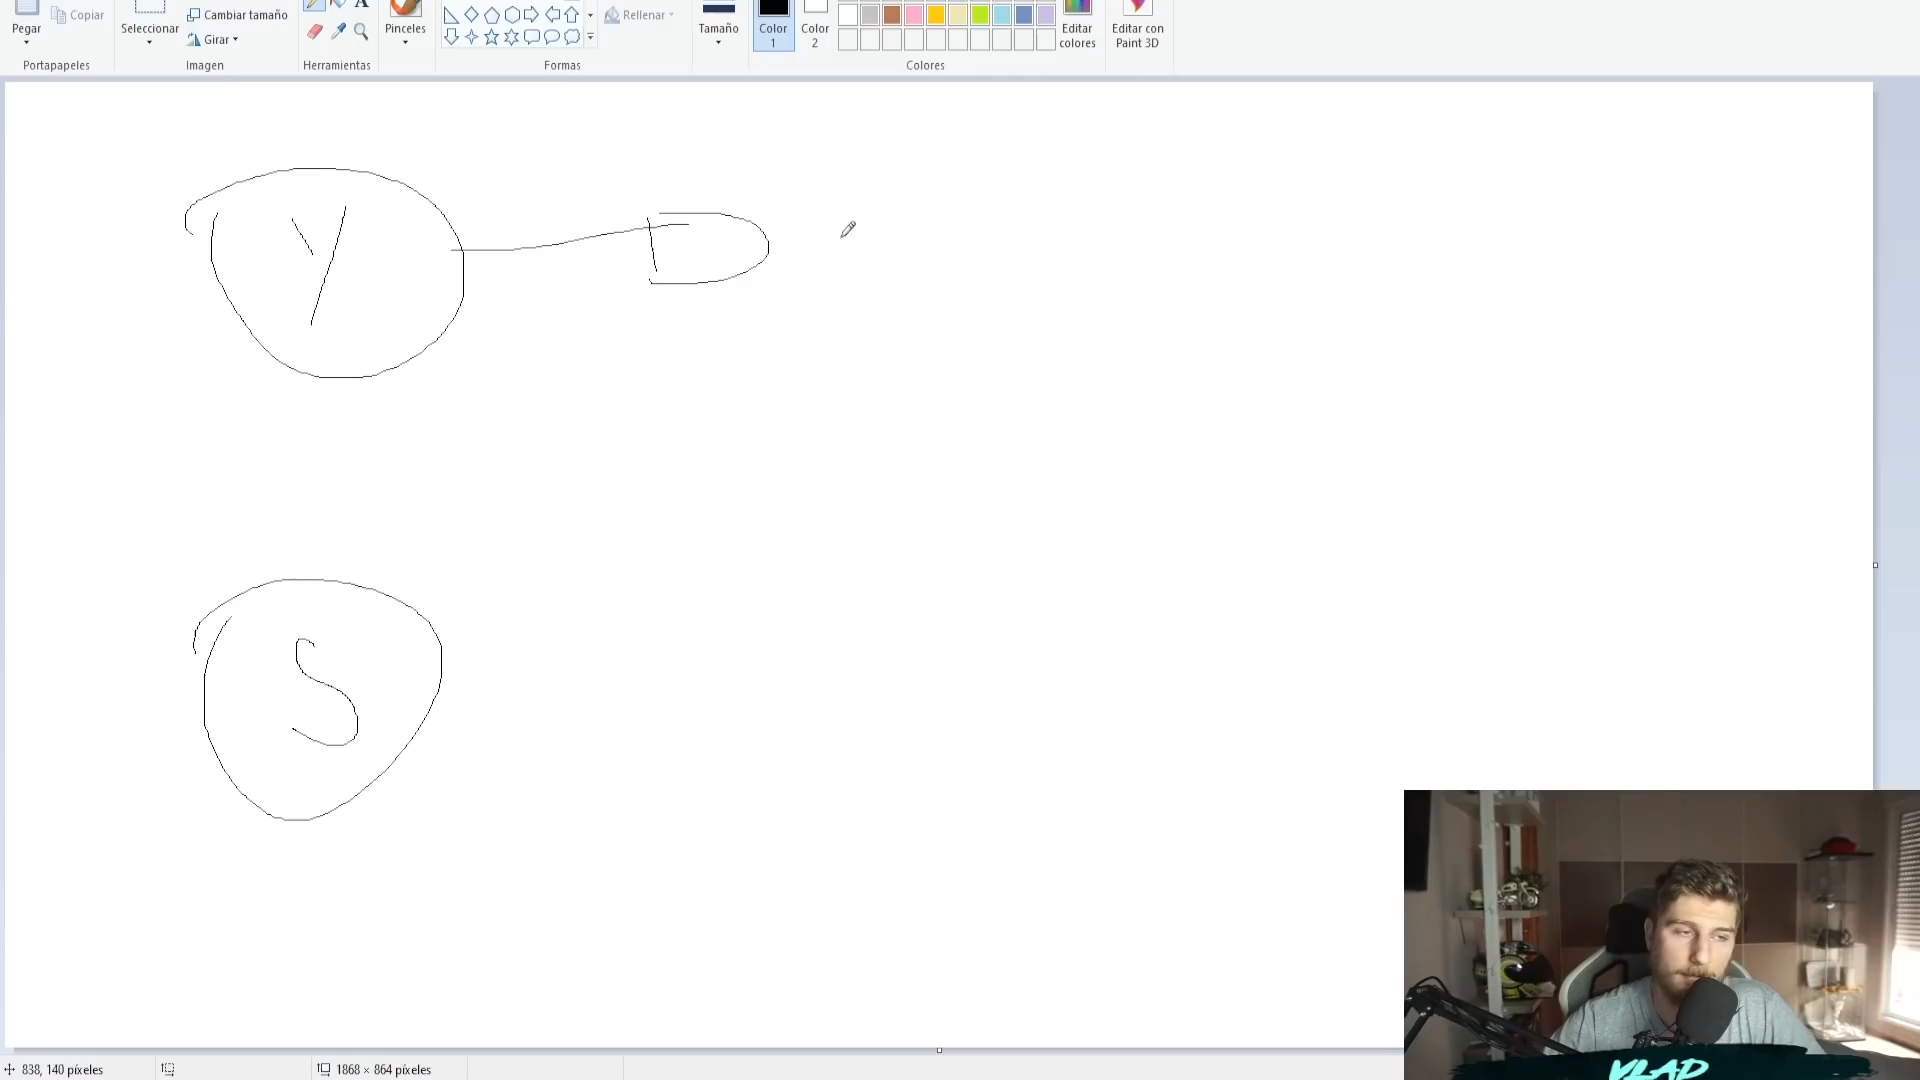 Pegar
Copiar
Portapapeles
Seleccionar
Cambiar tamaño
Girar
Imagen
A
Herramientas
Pinceles
Rellenar
Formas
Tamaño
Color 1
Color 2
Editar colores
Editar con Paint 3D
Colores
Y
D
S
838, 140 píxeles
1868 × 864 píxeles
VLAD